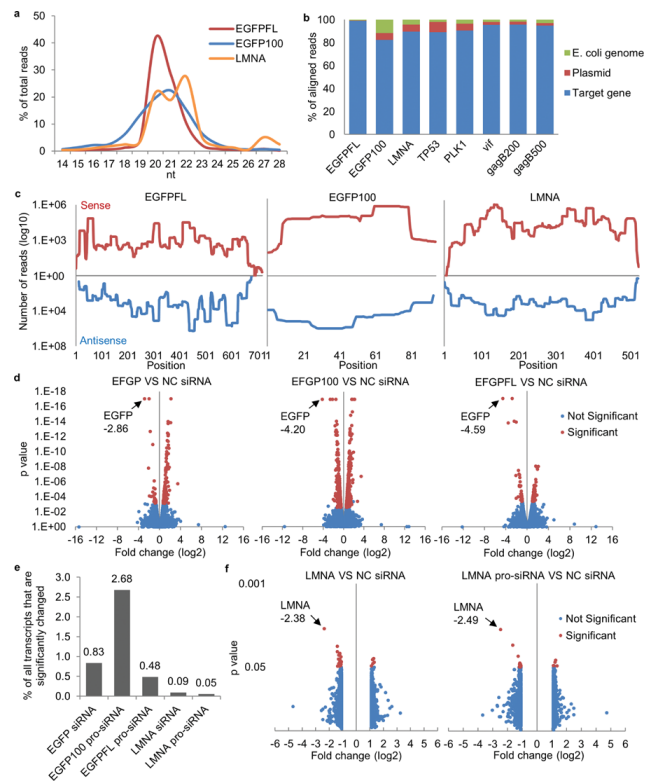 a
50
40
30
20
10
0
% of total reads
EGFPFL
EGFP100
LMNA
14 15 16 17 18 19 20 21 22 23 23 24 25 26 27 28
nt
b
100
80
60
40
20
0
% of aligned reads
E. coli genome
Plasmid
Target gene
EGFPFL
EGFP100
LMNA
TP53
PLK1
vif
gagB200
gagB500
c
EGFPFL
EGFP100
LMNA
Number of reads (log10)
1.E+06
1.E+03
1.E+00
1.E+04
1.E+08
Sense
Antisense
1 101 201 301 401 501 601 701
1 21 41 61 81
1 101 201 301 401 501
Position
Position
Position
d
EFGP VS NC siRNA
EFGP100 VS NC siRNA
EFGPFL VS NC siRNA
p value
1.E-18
1.E-16
1.E-14
1.E-12
1.E-10
1.E-08
1.E-06
1.E-04
1.E-02
1.E+00
EGFP
-2.86
EGFP
-4.20
EGFP
-4.59
Not Significant
Significant
-16 -12 -8 -4 0 4 8 12 16
-16 -12 -8 -4 0 4 8 12 16
-16 -12 -8 -4 0 4 8 12 16
Fold change (log2)
Fold change (log2)
Fold change (log2)
e
% of all transcripts that are
significantly changed
3.0
2.5
2.0
1.5
1.0
0.5
0.0
0.83
2.68
0.48
0.09
0.05
EGFP siRNA
EGFP100 pro-siRNA
EGFPFL pro-siRNA
LMNA siRNA
LMNA pro-siRNA
f
LMNA VS NC siRNA
LMNA pro-siRNA VS NC siRNA
0.001
0.05
p value
LMNA
-2.38
LMNA
-2.49
Not Significant
Significant
-6 -5 -4 -3 -2 -1 0 1 2 3 4 5 6
-6 -5 -4 -3 -2 -1 0 1 2 3 4 5 6
Fold change (log2)
Fold change (log2)